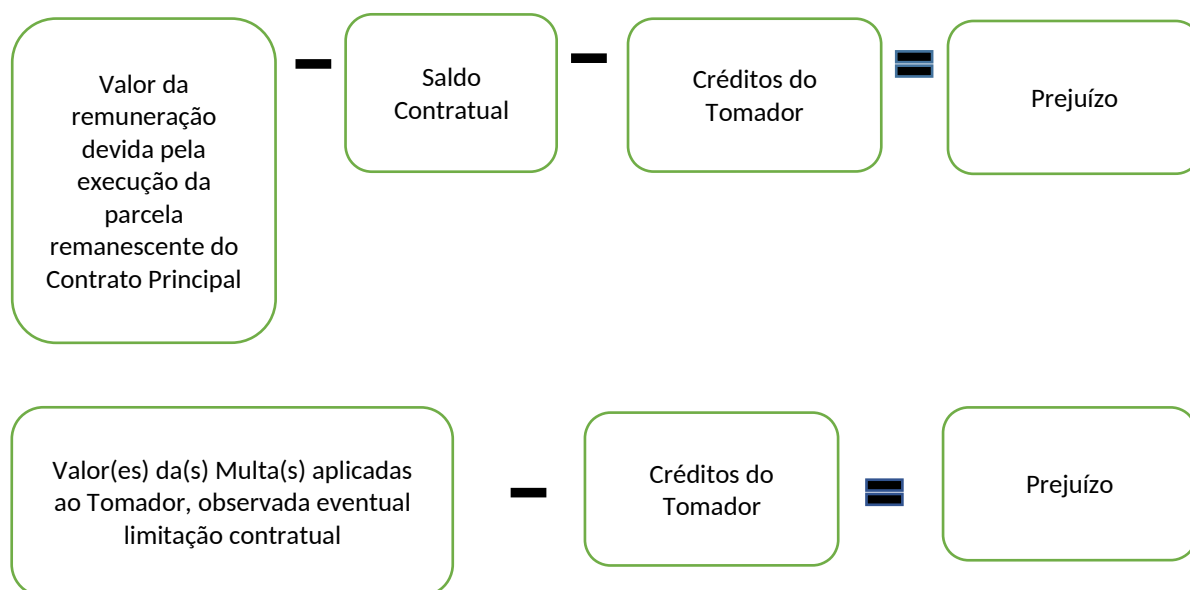 Valor da
remuneração
devida pela
execução da
parcela
remanescente do
Contrato Principal
Saldo
Contratual
Créditos do
Tomador
Prejuízo
Valor(es) da(s) Multa(s) aplicadas
ao Tomador, observada eventual
limitação contratual
Créditos do
Tomador
Prejuízo